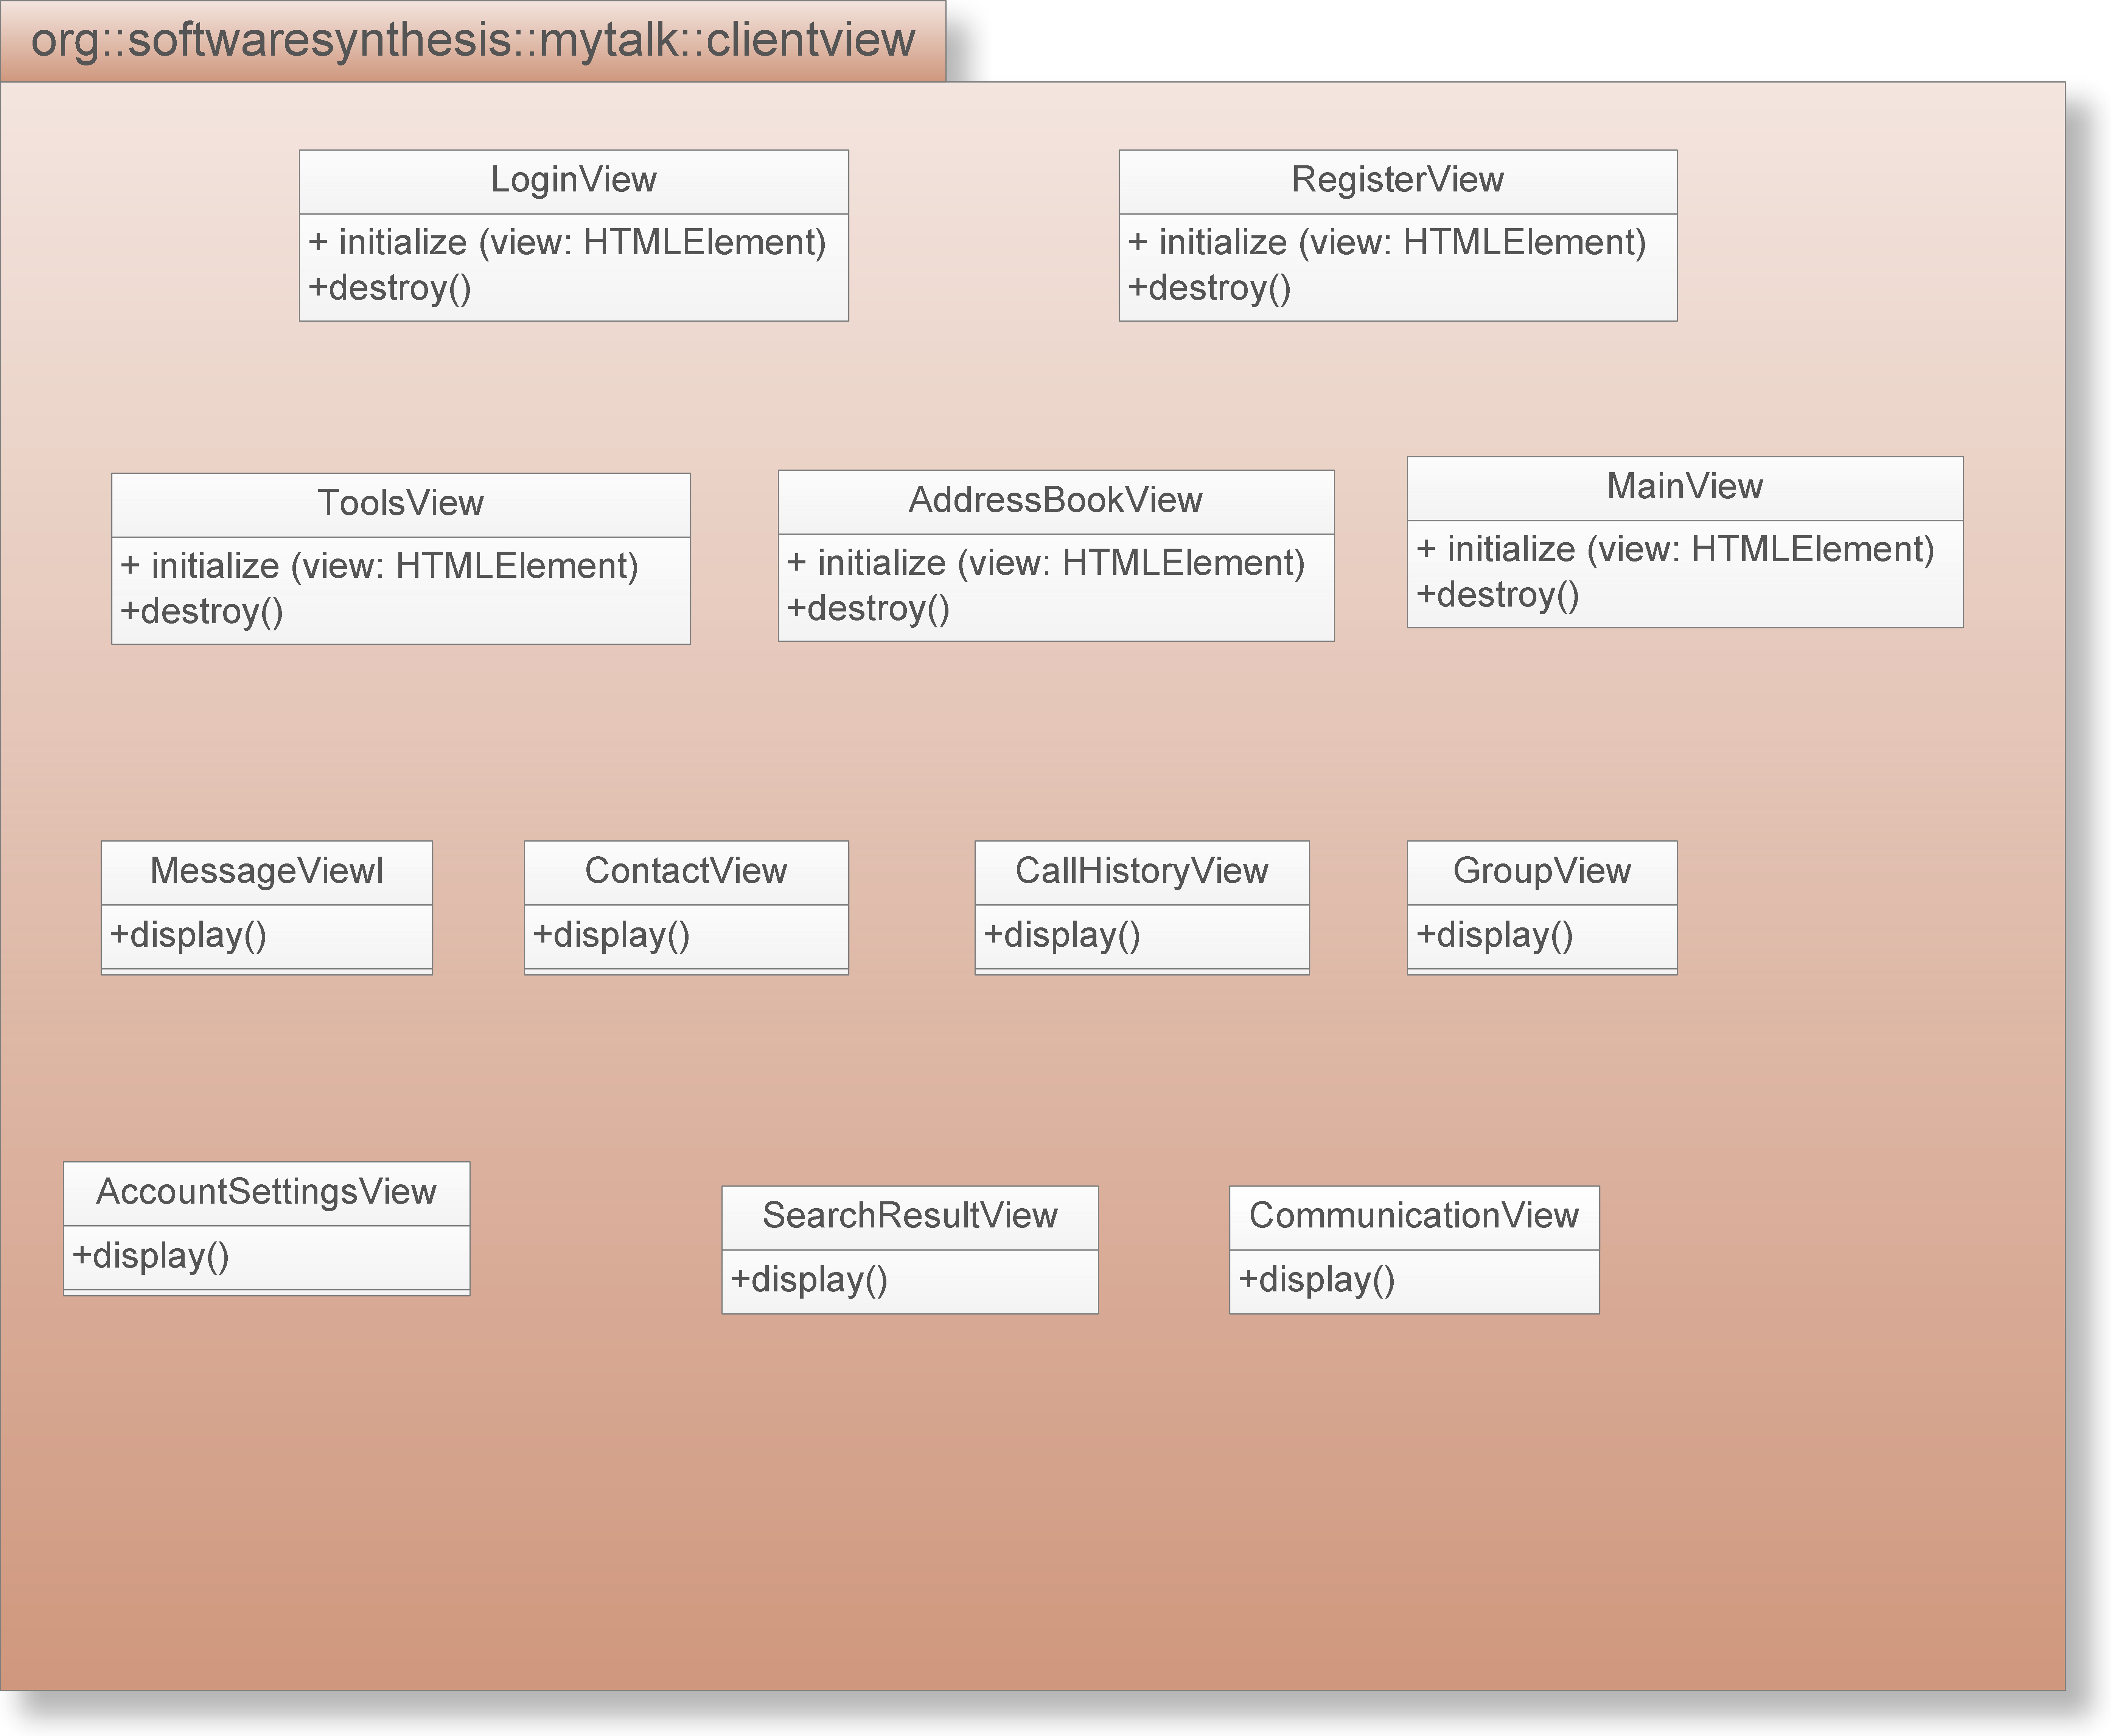 org::softwaresynthesis::mytalk::clientview
LoginView
+ initialize (view: HTMLElement)
+destroy()
RegisterView
+ initialize (view: HTMLElement)
+destroy()
ToolsView
+ initialize (view: HTMLElement)
+destroy()
AddressBookView
+ initialize (view: HTMLElement)
+destroy()
MainView
+ initialize (view: HTMLElement)
+destroy()
MessageViewI
+display()
ContactView
+display()
CallHistoryView
+display()
GroupView
+display()
AccountSettingsView
+display()
SearchResultView
+display()
CommunicationView
+display()